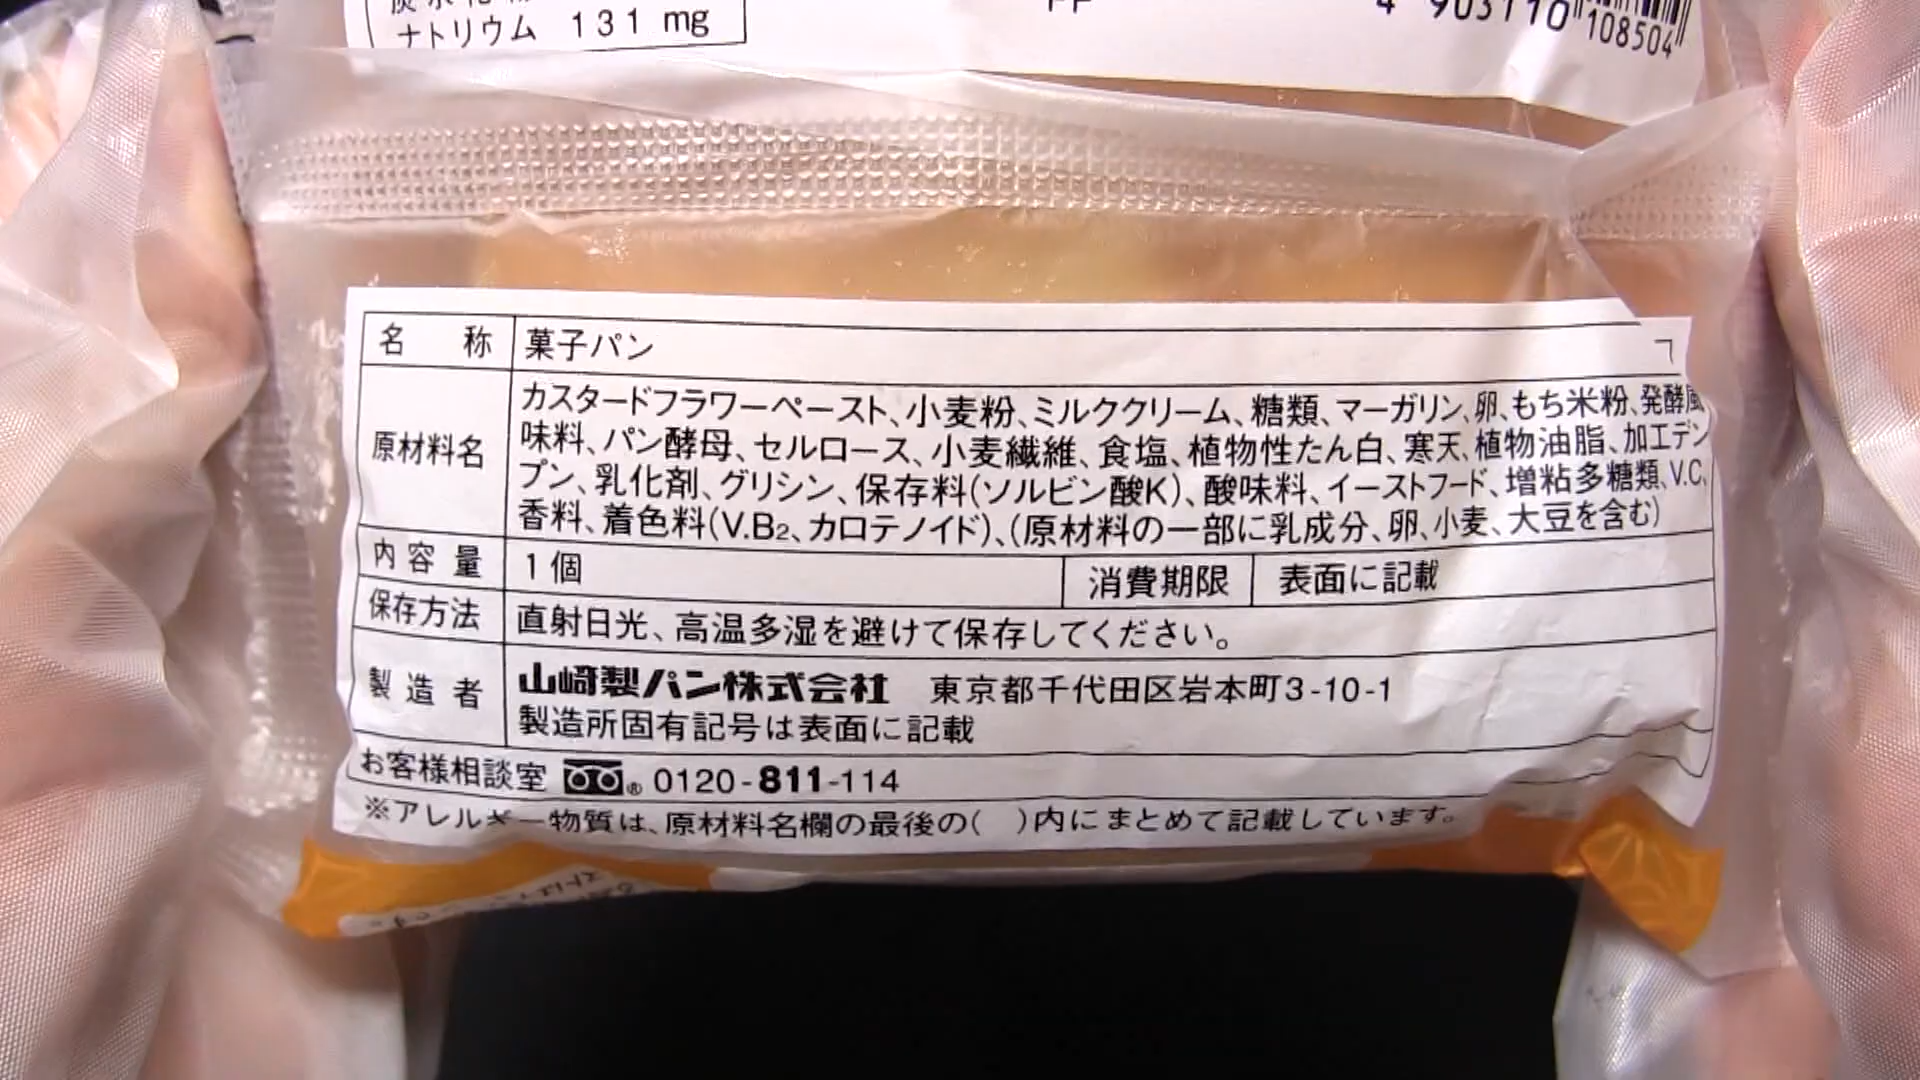 ナトリウム 131 mg
4 903110 108504
名称 菓子パン
原材料名 カスタードフラワーペースト、小麦粉、ミルククリーム、糖類、マーガリン、卵、もち米粉、発酵風
味料、パン酵母、セルロース、小麦繊維、食塩、植物性たん白、寒天、植物油脂、加工デン
プン、乳化剤、グリシン、保存料(ソルビン酸K)、酸味料、イーストフード、増粘多糖類、V.C、
香料、着色料(V.B₂、カロテノイド)、(原材料の一部に乳成分、卵、小麦、大豆を含む)
内容量 1個 消費期限 表面に記載
保存方法 直射日光、高温多湿を避けて保存してください。
製造者 山崎製パン株式会社 東京都千代田区岩本町3-10-1
製造所固有記号は表面に記載
お客様相談室 ® 0120-811-114
※アレルギー物質は、原材料名欄の最後の( )内にまとめて記載しています。